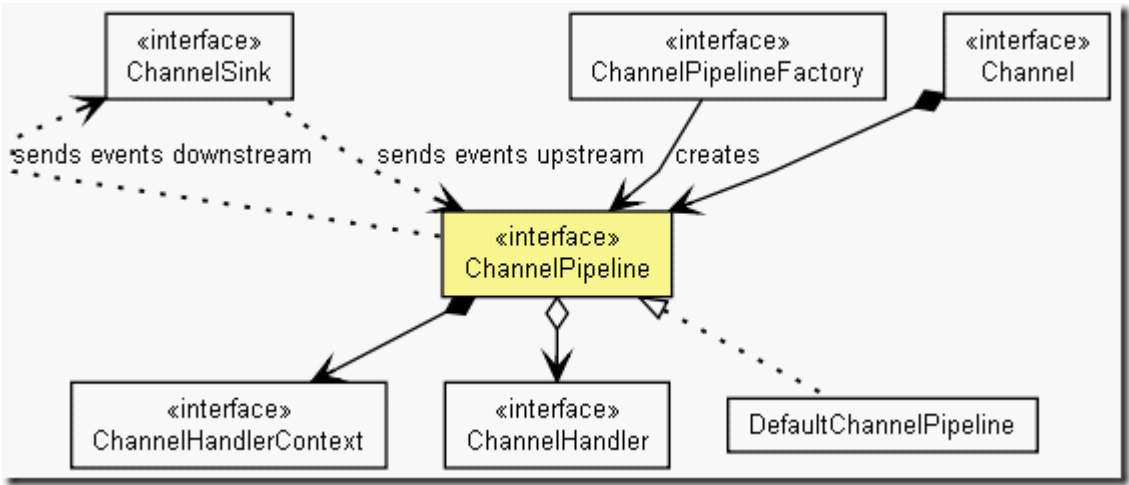 «interface»
ChannelSink
«interface»
ChannelPipelineFactory
«interface»
Channel
sends events downstream
sends events upstream
creates
«interface»
ChannelPipeline
«interface»
ChannelHandlerContext
«interface»
ChannelHandler
DefaultChannelPipeline